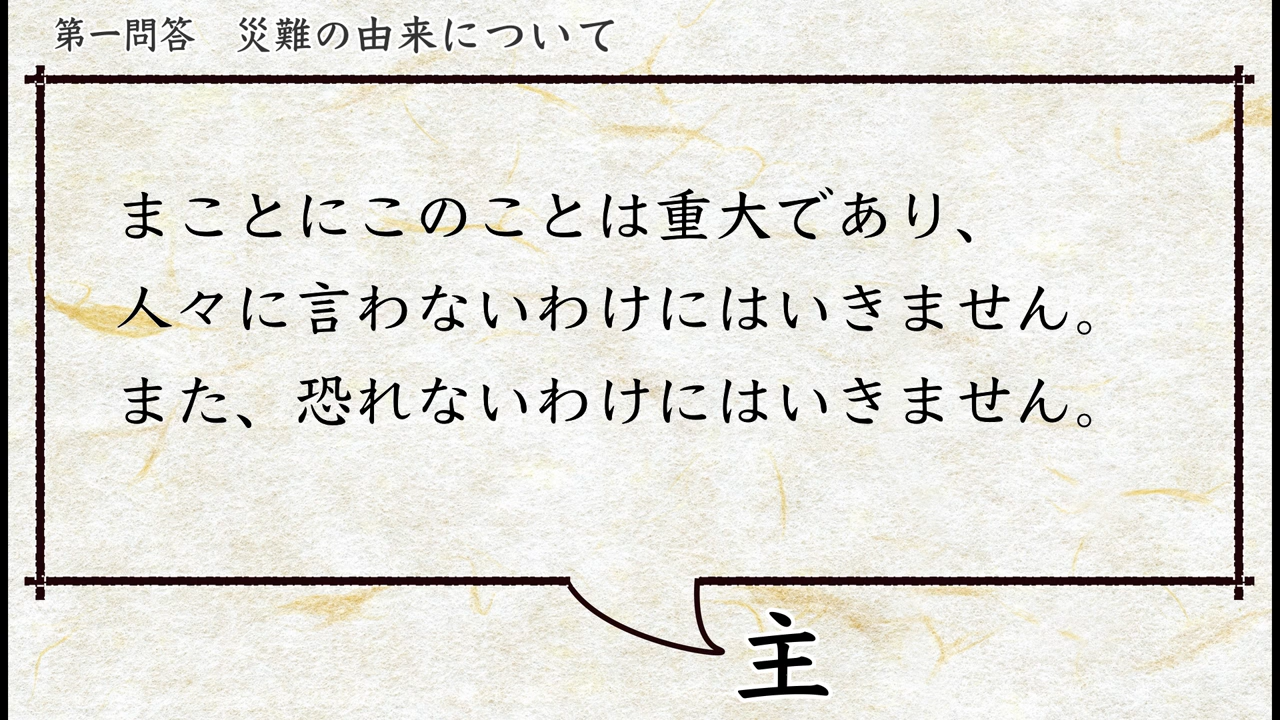 第一問答　災難の由来について
まことにこのことは重大であり、
人々に言わないわけにはいきません。
また、恐れないわけにはいきません。
主